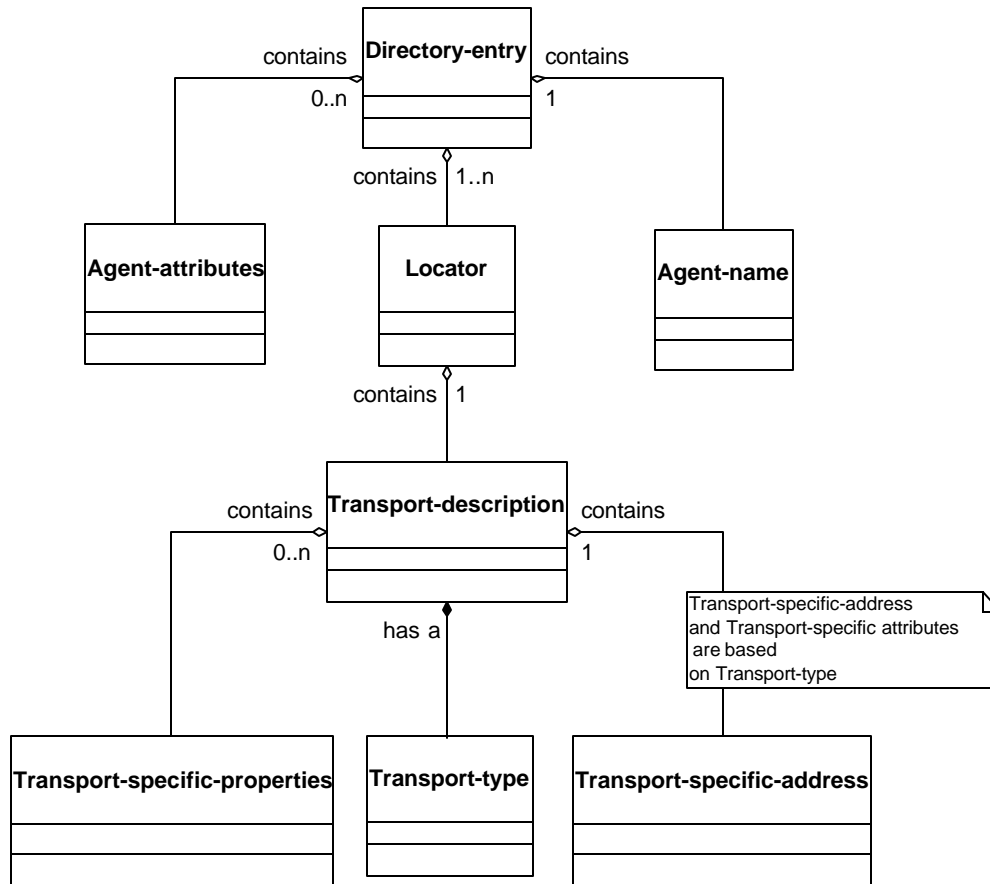 Directory-entry
contains
contains
0..n
1
contains
1..n
Agent-attributes
Locator
Agent-name
contains
1
Transport-description
contains
contains
0..n
1
has a
Transport-specific-address
and Transport-specific attributes
are based
on Transport-type
Transport-specific-properties
Transport-type
Transport-specific-address